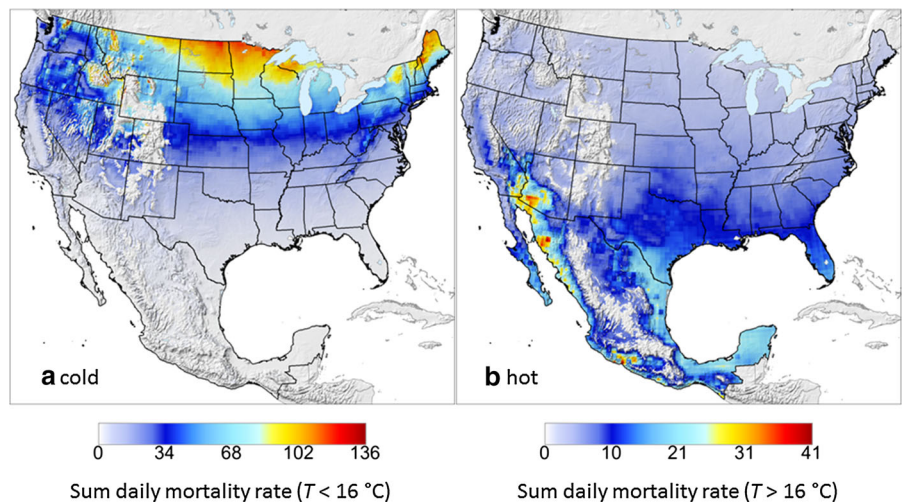 a cold
b hot
0 34 68 102 136
0 10 21 31 41
Sum daily mortality rate (T < 16 °C)
Sum daily mortality rate (T > 16 °C)